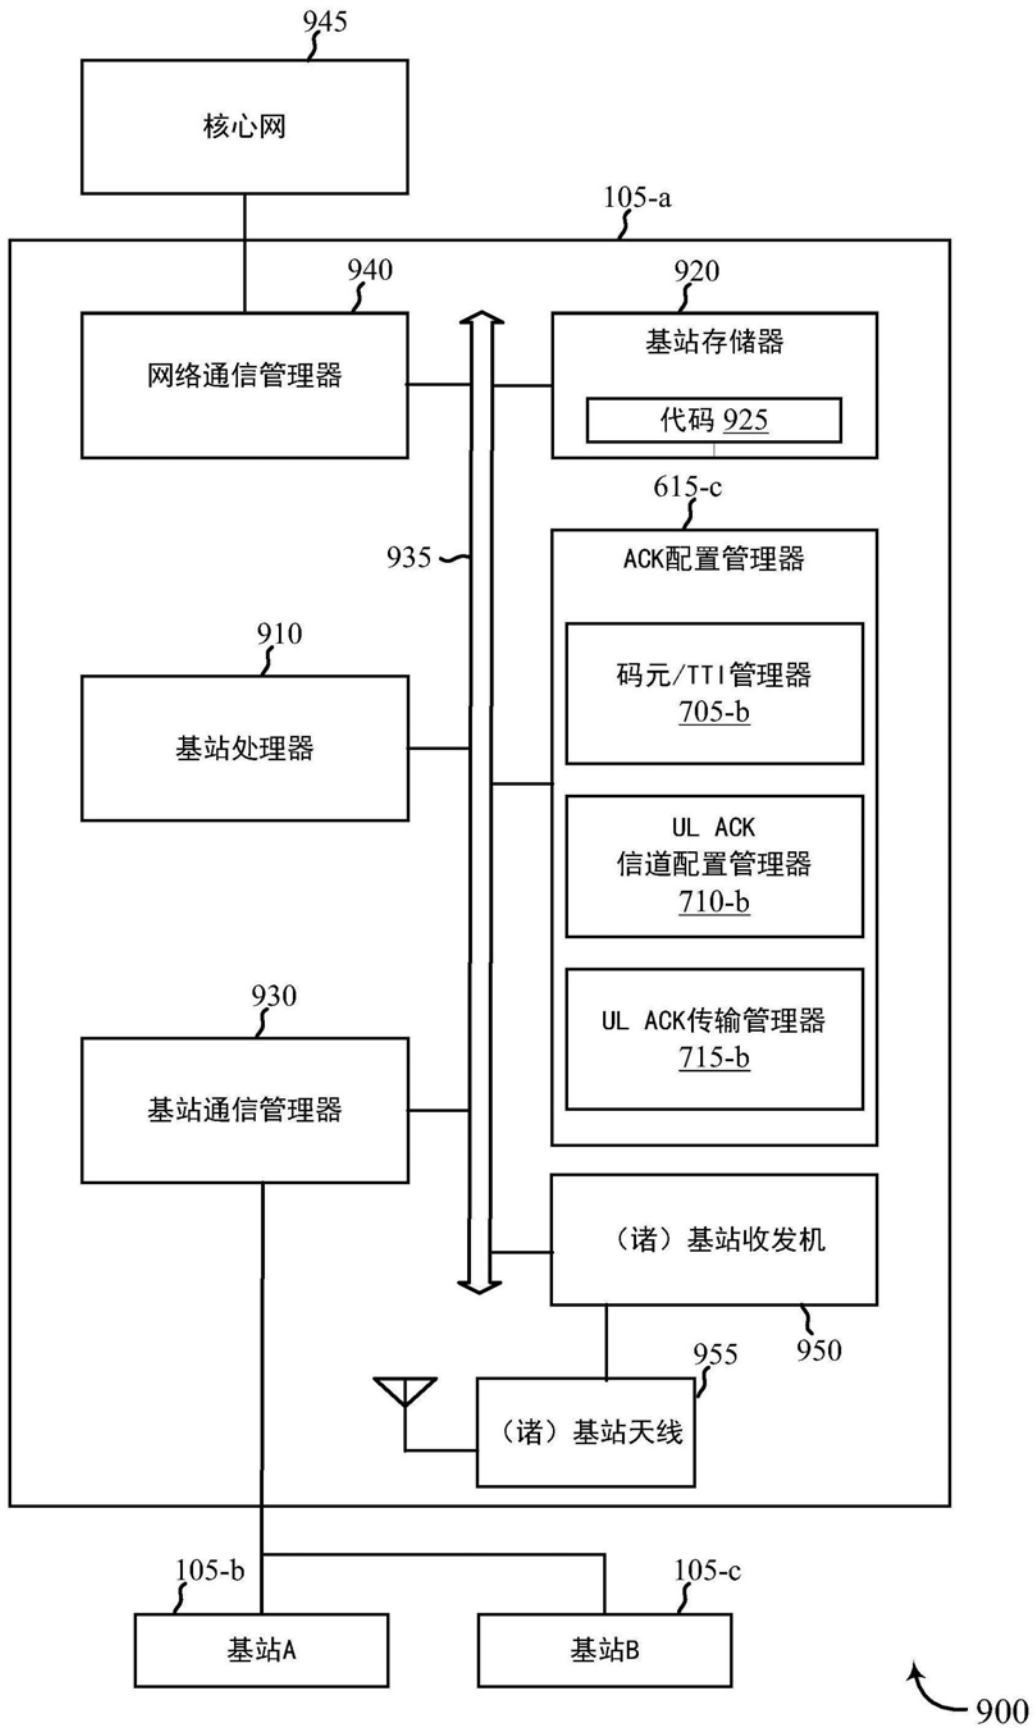 945
核心网
105-a
940
网络通信管理器
920
基站存储器
代码 925
615-c
ACK配置管理器
935
码元/TTI管理器
705-b
910
基站处理器
UL ACK
信道配置管理器
710-b
930
基站通信管理器
UL ACK传输管理器
715-b
（诸）基站收发机
950
955
（诸）基站天线
105-b
基站A
105-c
基站B
900